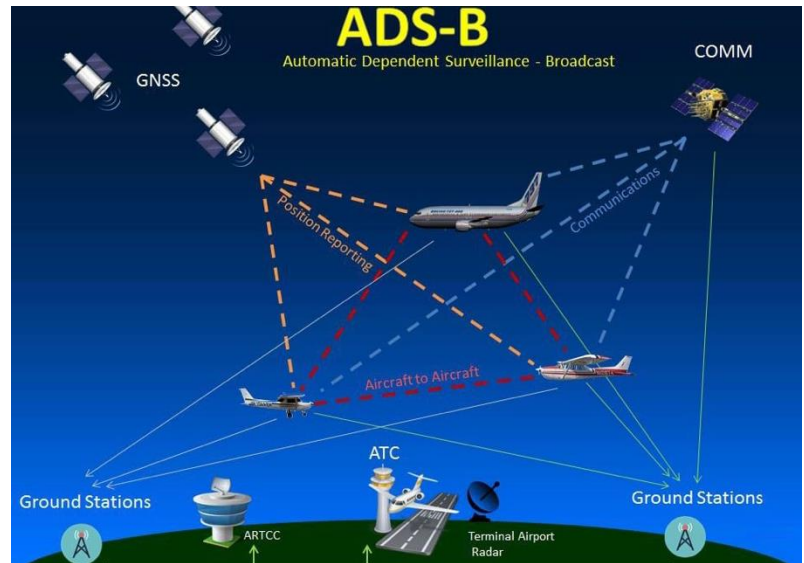 ADS-B
Automatic Dependent Surveillance - Broadcast
GNSS
COMM
Position Reporting
Communications
Aircraft to Aircraft
Ground Stations
ARTCC
ATC
Terminal Airport
Radar
Ground Stations